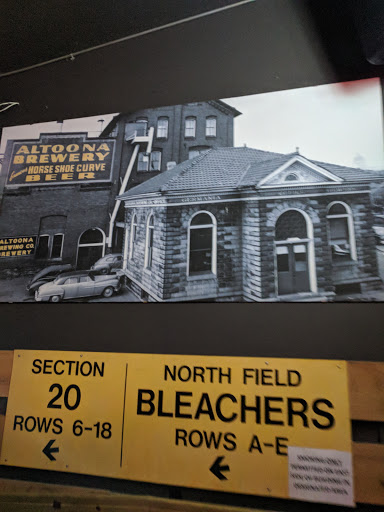 ALTOONA
BREWERY
HORSE SHOE CURVE
BEER
ALTOONA
BREWING CO.
BREWERY
GERMANIA
SECTION
20
ROWS 6-18
NORTH FIELD
BLEACHERS
ROWS A-E